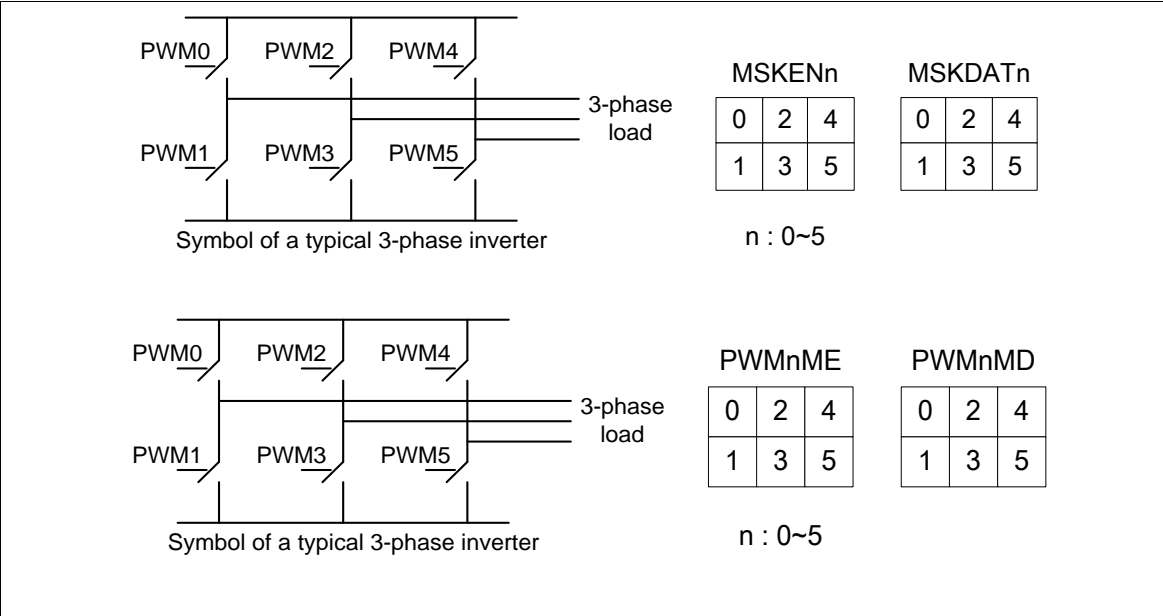 PWM0 PWM2 PWM4
MSKENn MSKDATn
3-phase
load
0 2 4 0 2 4
PWM1 PWM3 PWM5
1 3 5 1 3 5
Symbol of a typical 3-phase inverter
n : 0~5
PWM0 PWM2 PWM4
PWMnME PWMnMD
3-phase
load
0 2 4 0 2 4
PWM1 PWM3 PWM5
1 3 5 1 3 5
Symbol of a typical 3-phase inverter
n : 0~5